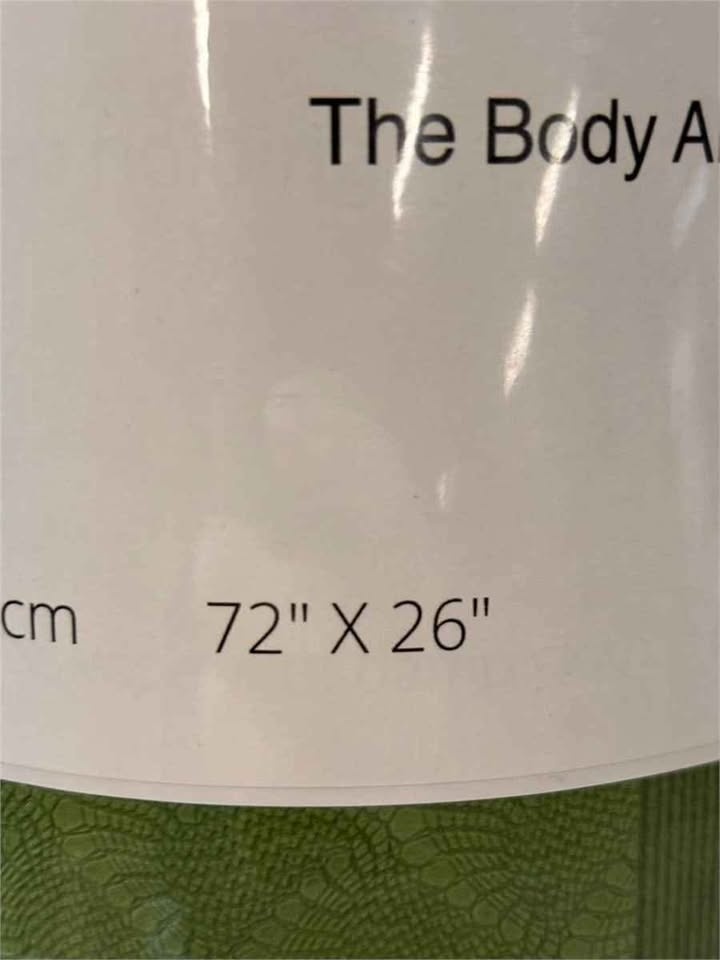 The Body A
cm 72" X 26"